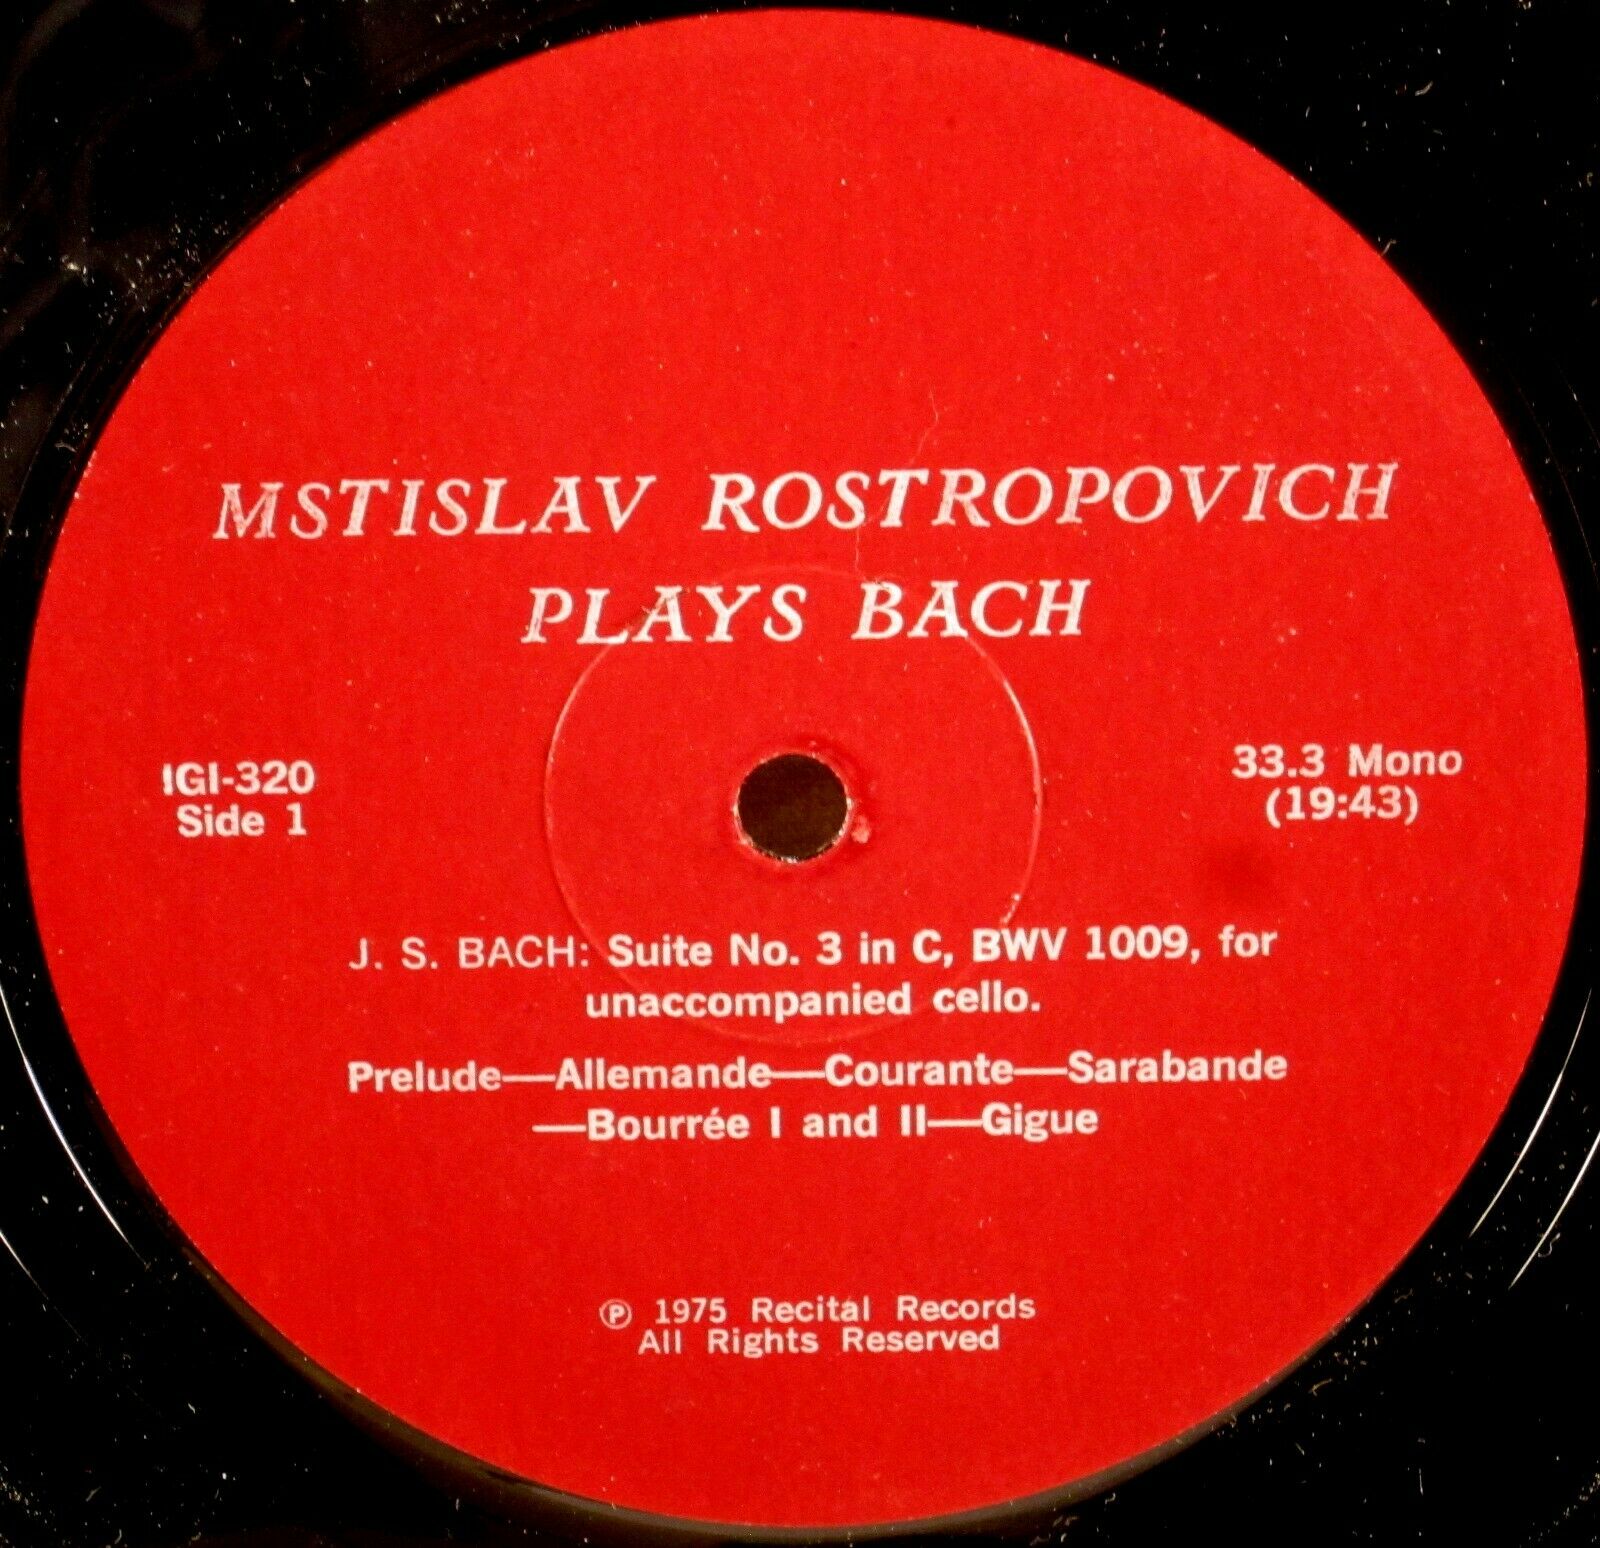 MSTISLAV ROSTROPOVICH
PLAYS BACH
IGI-320
Side 1
33.3 Mono
(19:43)
J. S. BACH: Suite No. 3 in C, BWV 1009, for
unaccompanied cello.
Prelude—Allemande—Courante—Sarabande
—Bourrée I and II—Gigue
℗ 1975 Recital Records
All Rights Reserved